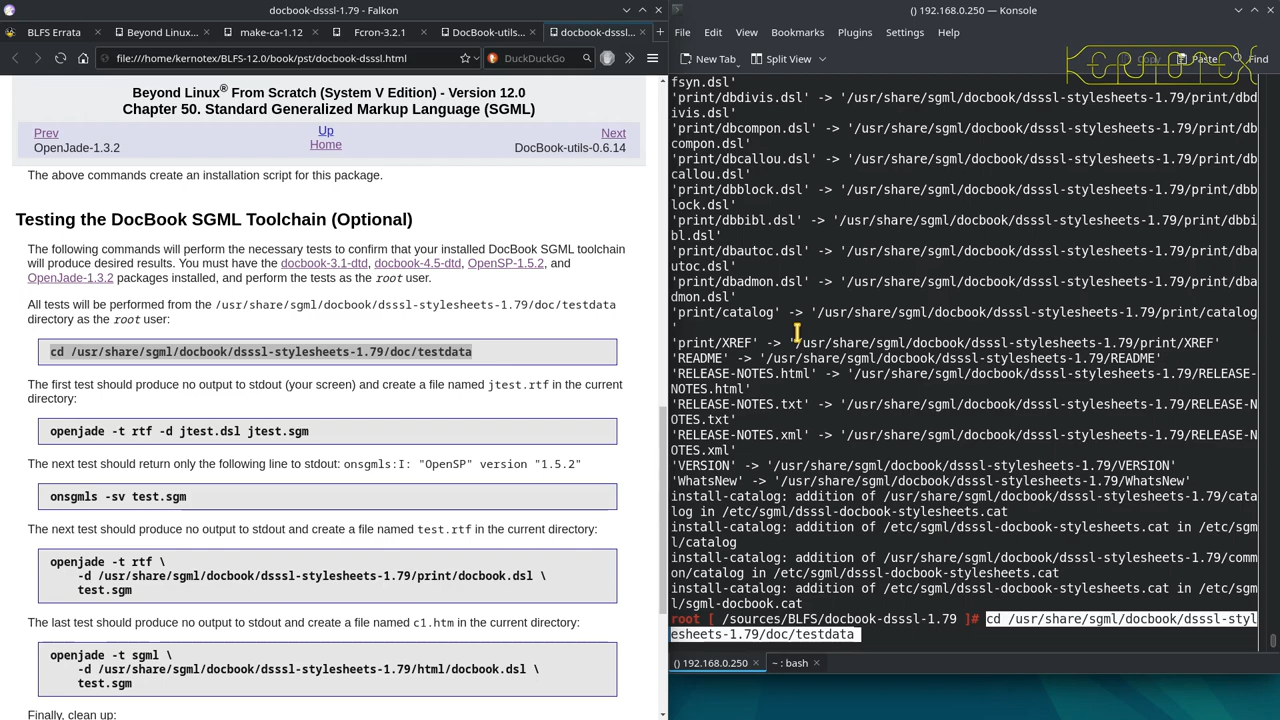 docbook-dsssl-1.79 - Falkon
BLFS Errata
Beyond Linux...
make-ca-1.12
Fcron-3.2.1
DocBook-utils...
docbook-dsssl...
file:///home/kernotex/BLFS-12.0/book/pst/docbook-dsssl.html
DuckDuckGo
Beyond Linux® From Scratch (System V Edition) - Version 12.0
Chapter 50. Standard Generalized Markup Language (SGML)
Prev
Up
Next
OpenJade-1.3.2
Home
DocBook-utils-0.6.14
The above commands create an installation script for this package.
Testing the DocBook SGML Toolchain (Optional)
The following commands will perform the necessary tests to confirm that your installed DocBook SGML toolchain
will produce desired results. You must have the docbook-3.1-dtd, docbook-4.5-dtd, OpenSP-1.5.2, and
OpenJade-1.3.2 packages installed, and perform the tests as the root user.
All tests will be performed from the /usr/share/sgml/docbook/dsssl-stylesheets-1.79/doc/testdata
directory as the root user:
cd /usr/share/sgml/docbook/dsssl-stylesheets-1.79/doc/testdata
The first test should produce no output to stdout (your screen) and create a file named jtest.rtf in the current
directory:
openjade -t rtf -d jtest.dsl jtest.sgm
The next test should return only the following line to stdout: onsgmls:I: "OpenSP" version "1.5.2"
onsgmls -sv test.sgm
The next test should produce no output to stdout and create a file named test.rtf in the current directory:
openjade -t rtf \
-d /usr/share/sgml/docbook/dsssl-stylesheets-1.79/print/docbook.dsl \
test.sgm
The last test should produce no output to stdout and create a file named c1.htm in the current directory:
openjade -t sgml \
-d /usr/share/sgml/docbook/dsssl-stylesheets-1.79/html/docbook.dsl \
test.sgm
Finally, clean up:
() 192.168.0.250 — Konsole
File Edit View Bookmarks Plugins Settings Help
New Tab
Split View
Copy
Paste
Find
KERNOTEX
fsyn.dsl'
'print/dbdivis.dsl' -> '/usr/share/sgml/docbook/dsssl-stylesheets-1.79/print/dbd
ivis.dsl'
'print/dbcompon.dsl' -> '/usr/share/sgml/docbook/dsssl-stylesheets-1.79/print/db
compon.dsl'
'print/dbcallou.dsl' -> '/usr/share/sgml/docbook/dsssl-stylesheets-1.79/print/db
callou.dsl'
'print/dbblock.dsl' -> '/usr/share/sgml/docbook/dsssl-stylesheets-1.79/print/dbb
lock.dsl'
'print/dbbibl.dsl' -> '/usr/share/sgml/docbook/dsssl-stylesheets-1.79/print/dbbi
bl.dsl'
'print/dbautoc.dsl' -> '/usr/share/sgml/docbook/dsssl-stylesheets-1.79/print/dba
utoc.dsl'
'print/dbadmon.dsl' -> '/usr/share/sgml/docbook/dsssl-stylesheets-1.79/print/dba
dmon.dsl'
'print/catalog' -> '/usr/share/sgml/docbook/dsssl-stylesheets-1.79/print/catalog
'
'print/XREF' -> '/usr/share/sgml/docbook/dsssl-stylesheets-1.79/print/XREF'
'README' -> '/usr/share/sgml/docbook/dsssl-stylesheets-1.79/README'
'RELEASE-NOTES.html' -> '/usr/share/sgml/docbook/dsssl-stylesheets-1.79/RELEASE-
NOTES.html'
'RELEASE-NOTES.txt' -> '/usr/share/sgml/docbook/dsssl-stylesheets-1.79/RELEASE-N
OTES.txt'
'RELEASE-NOTES.xml' -> '/usr/share/sgml/docbook/dsssl-stylesheets-1.79/RELEASE-N
OTES.xml'
'VERSION' -> '/usr/share/sgml/docbook/dsssl-stylesheets-1.79/VERSION'
'WhatsNew' -> '/usr/share/sgml/docbook/dsssl-stylesheets-1.79/WhatsNew'
install-catalog: addition of /usr/share/sgml/docbook/dsssl-stylesheets-1.79/cata
log in /etc/sgml/dsssl-docbook-stylesheets.cat
install-catalog: addition of /etc/sgml/dsssl-docbook-stylesheets.cat in /etc/sgm
l/catalog
install-catalog: addition of /usr/share/sgml/docbook/dsssl-stylesheets-1.79/comm
on/catalog in /etc/sgml/dsssl-docbook-stylesheets.cat
install-catalog: addition of /etc/sgml/dsssl-docbook-stylesheets.cat in /etc/sgm
l/sgml-docbook.cat
root [ /sources/BLFS/docbook-dsssl-1.79 ]# cd /usr/share/sgml/docbook/dsssl-styl
esheets-1.79/doc/testdata
() 192.168.0.250
~ : bash